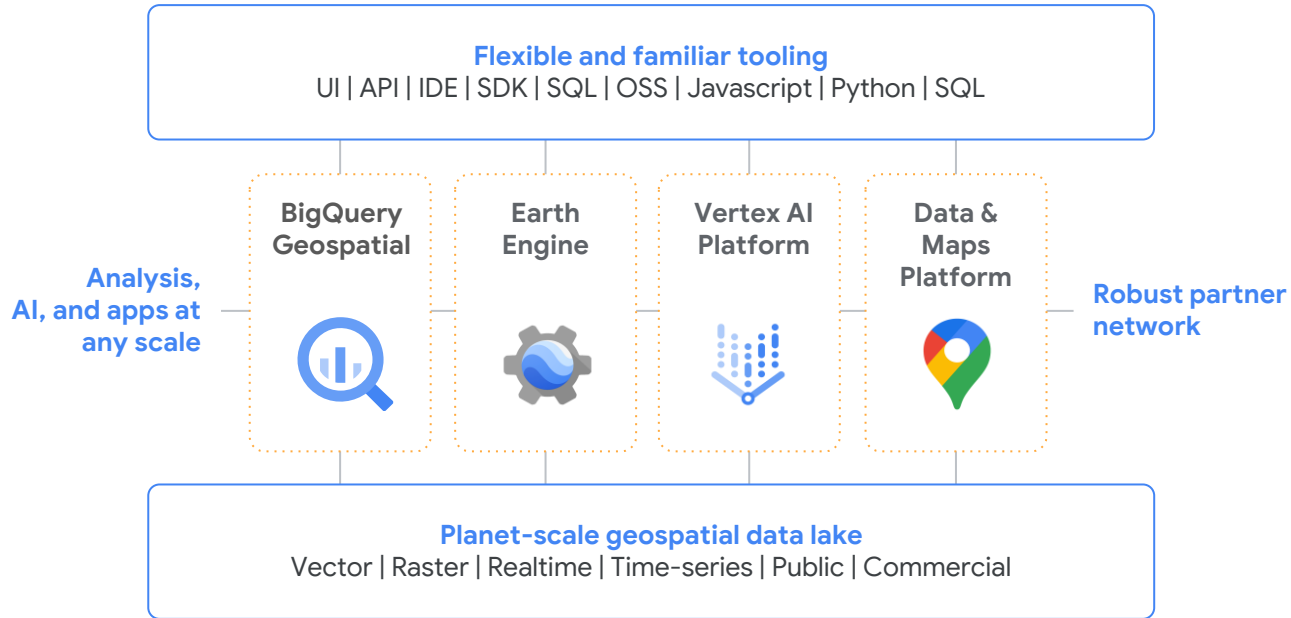 Flexible and familiar tooling
UI | API | IDE | SDK | SQL | OSS | Javascript | Python | SQL
Analysis,
AI, and apps at
any scale
BigQuery
Geospatial
Earth
Engine
Vertex AI
Platform
Data &
Maps
Platform
Robust partner
network
Planet-scale geospatial data lake
Vector | Raster | Realtime | Time-series | Public | Commercial